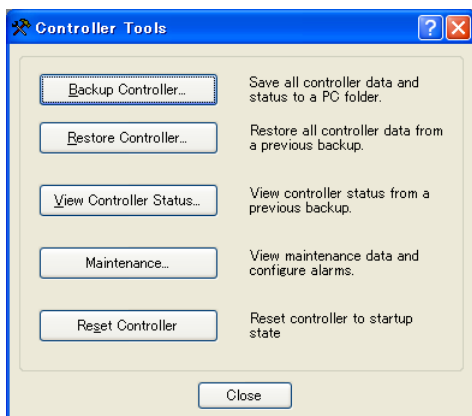 Controller Tools
Backup Controller...
Save all controller data and
status to a PC folder.
Restore Controller...
Restore all controller data from
a previous backup.
View Controller Status...
View controller status from a
previous backup.
Maintenance...
View maintenance data and
configure alarms.
Reset Controller
Reset controller to startup
state
Close